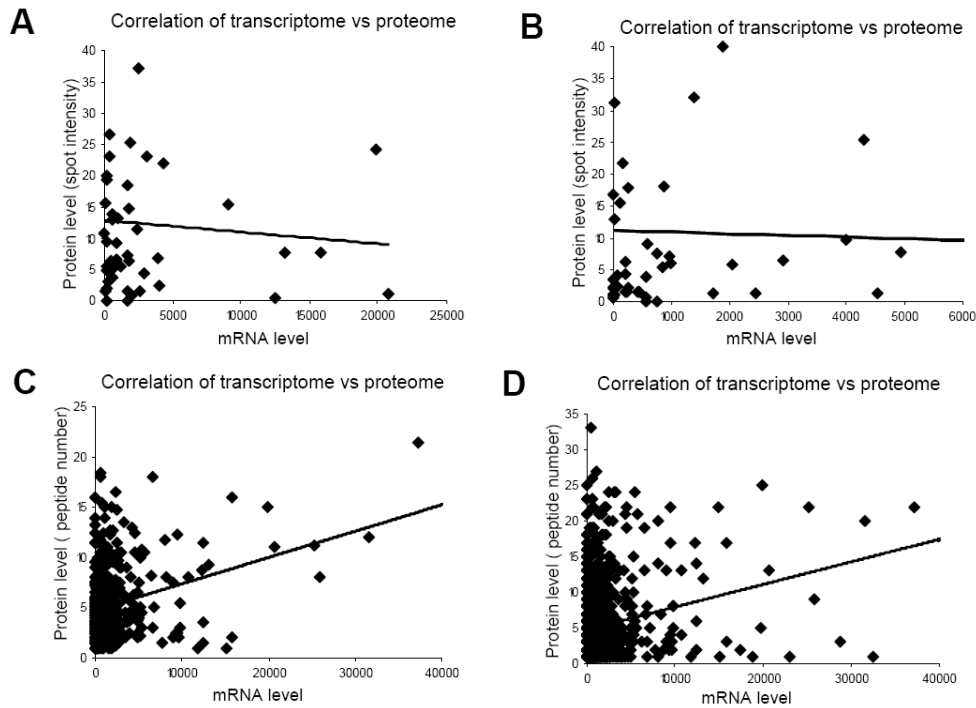 A
Correlation of transcriptome vs proteome
Protein level (spot intensity)
40
35
30
25
20
15
10
5
0
0 5000 10000 15000 20000 25000
mRNA level
B
Correlation of transcriptome vs proteome
Protein level (spot intensity)
40
35
30
25
20
15
10
5
0
0 1000 2000 3000 4000 5000 6000
mRNA level
C
Correlation of transcriptome vs proteome
Protein level ( peptide number)
25
20
15
10
5
0
0 10000 20000 30000 40000
mRNA level
D
Correlation of transcriptome vs proteome
Protein level ( peptide number)
35
30
25
20
15
10
5
0
0 10000 20000 30000 40000
mRNA level